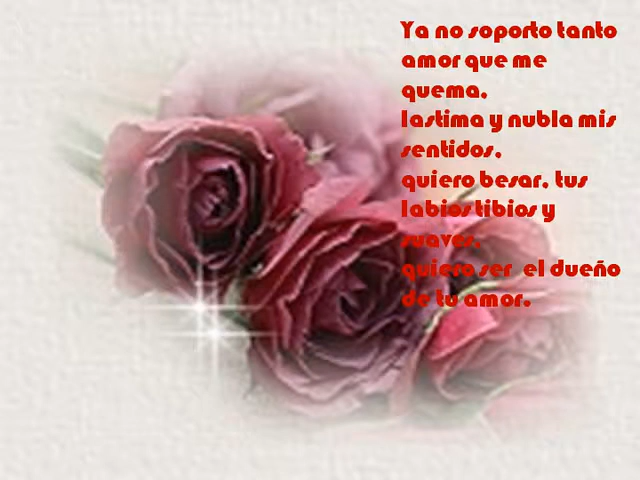 Ya no soporto tanto
amor que me
quema,
lastima y nubla mis
sentidos,
quiero besar, tus
labios tibios y
suaves,
quiero ser el dueño
de tu amor.